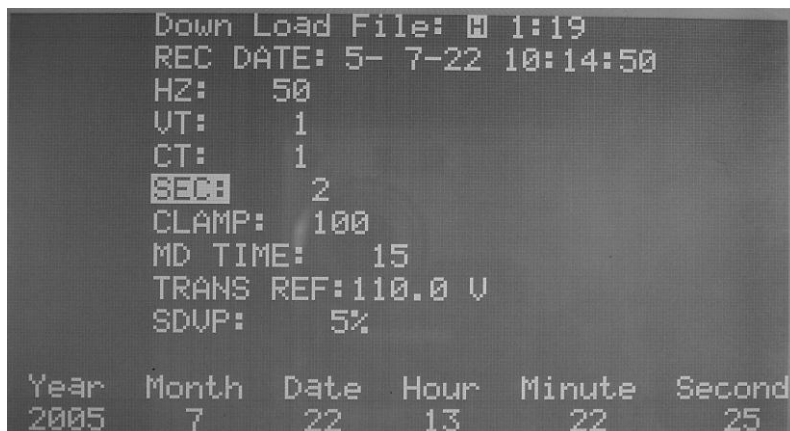 Down Load File: H 1:19
REC DATE: 5- 7-22 10:14:50
HZ: 50
VT: 1
CT: 1
SEC: 2
CLAMP: 100
MD TIME: 15
TRANS REF:110.0 V
SDVP: 5%
Year Month Date Hour Minute Second
2005 7 22 13 22 25